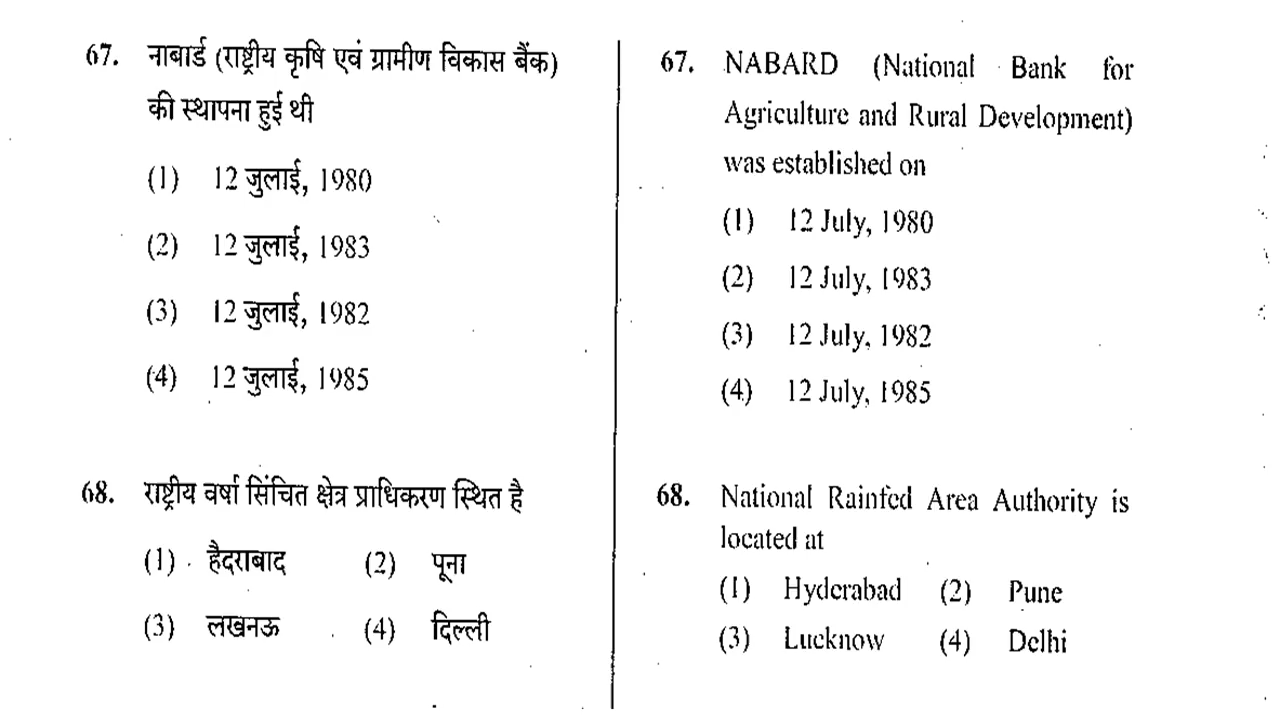 67. नाबार्ड (राष्ट्रीय कृषि एवं ग्रामीण विकास बैंक)
की स्थापना हुई थी
(1) 12 जुलाई, 1980
(2) 12 जुलाई, 1983
(3) 12 जुलाई, 1982
(4) 12 जुलाई, 1985
68. राष्ट्रीय वर्षा सिंचित क्षेत्र प्राधिकरण स्थित है
(1) हैदराबाद (2) पूना
(3) लखनऊ (4) दिल्ली
67. NABARD (National Bank for
Agriculture and Rural Development)
was established on
(1) 12 July, 1980
(2) 12 July, 1983
(3) 12 July, 1982
(4) 12 July, 1985
68. National Rainfed Area Authority is
located at
(1) Hyderabad (2) Pune
(3) Lucknow (4) Delhi